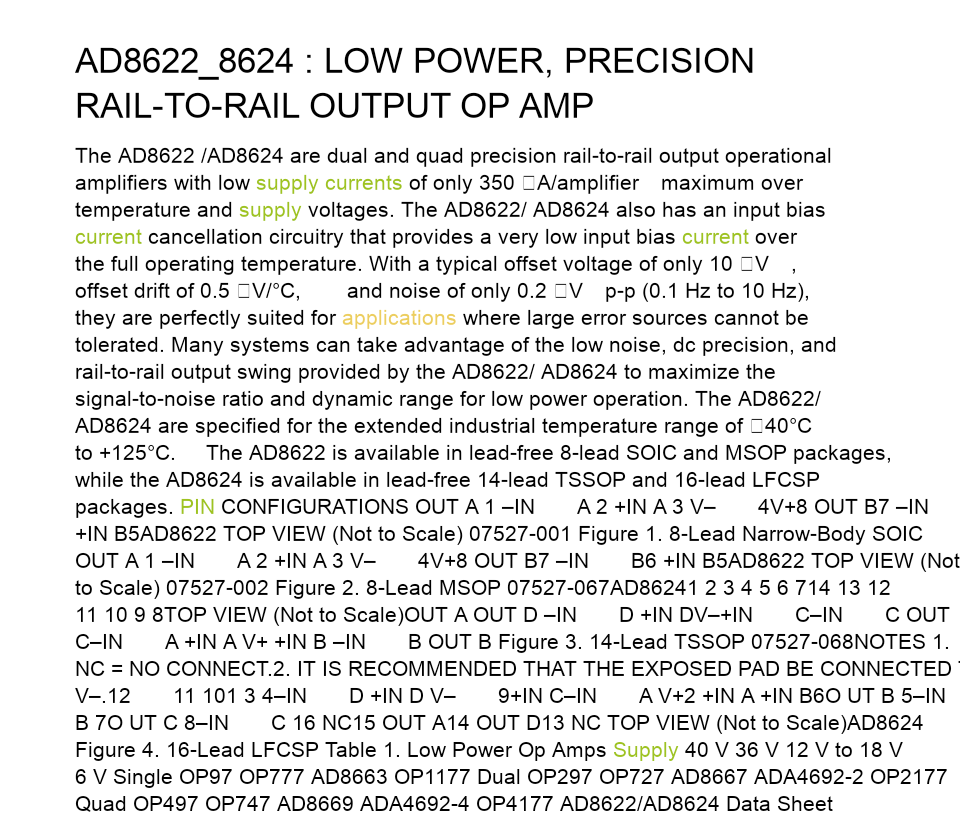 AD8622_8624 : LOW POWER, PRECISION
RAIL-TO-RAIL OUTPUT OP AMP
The AD8622 /AD8624 are dual and quad precision rail-to-rail output operational
amplifiers with low supply currents of only 350 □A/amplifier maximum over
temperature and supply voltages. The AD8622/ AD8624 also has an input bias
current cancellation circuitry that provides a very low input bias current over
the full operating temperature. With a typical offset voltage of only 10 □V ,
offset drift of 0.5 □V/°C, and noise of only 0.2 □V p-p (0.1 Hz to 10 Hz),
they are perfectly suited for applications where large error sources cannot be
tolerated. Many systems can take advantage of the low noise, dc precision, and
rail-to-rail output swing provided by the AD8622/ AD8624 to maximize the
signal-to-noise ratio and dynamic range for low power operation. The AD8622/
AD8624 are specified for the extended industrial temperature range of □40°C
to +125°C. The AD8622 is available in lead-free 8-lead SOIC and MSOP packages,
while the AD8624 is available in lead-free 14-lead TSSOP and 16-lead LFCSP
packages. PIN CONFIGURATIONS OUT A 1 –IN A 2 +IN A 3 V– 4V+8 OUT B7 –IN
+IN B5AD8622 TOP VIEW (Not to Scale) 07527-001 Figure 1. 8-Lead Narrow-Body SOIC
OUT A 1 –IN A 2 +IN A 3 V– 4V+8 OUT B7 –IN B6 +IN B5AD8622 TOP VIEW (Not
to Scale) 07527-002 Figure 2. 8-Lead MSOP 07527-067AD86241 2 3 4 5 6 714 13 12
11 10 9 8TOP VIEW (Not to Scale)OUT A OUT D –IN D +IN DV–+IN C–IN C OUT
C–IN A +IN A V+ +IN B –IN B OUT B Figure 3. 14-Lead TSSOP 07527-068NOTES 1.
NC = NO CONNECT.2. IT IS RECOMMENDED THAT THE EXPOSED PAD BE CONNECTED
V–.12 11 101 3 4–IN D +IN D V– 9+IN C–IN A V+2 +IN A +IN B6O UT B 5–IN
B 7O UT C 8–IN C 16 NC15 OUT A14 OUT D13 NC TOP VIEW (Not to Scale)AD8624
Figure 4. 16-Lead LFCSP Table 1. Low Power Op Amps Supply 40 V 36 V 12 V to 18 V
6 V Single OP97 OP777 AD8663 OP1177 Dual OP297 OP727 AD8667 ADA4692-2 OP2177
Quad OP497 OP747 AD8669 ADA4692-4 OP4177 AD8622/AD8624 Data Sheet